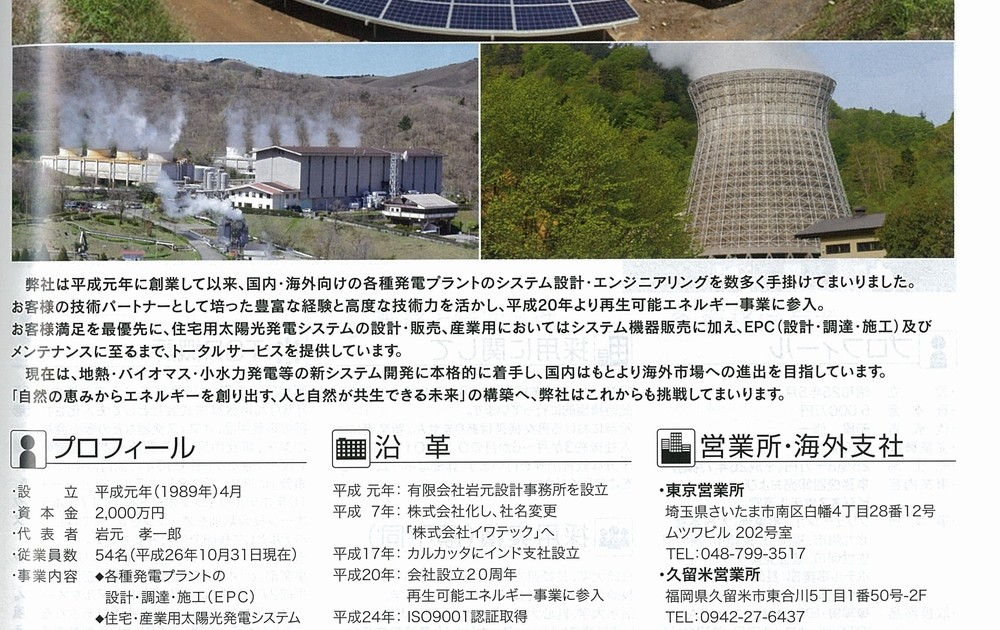 弊社は平成元年に創業して以来、国内・海外向けの各種発電プラントのシステム設計・エンジニアリングを数多く手掛けてまいりました。
お客様の技術パートナーとして培った豊富な経験と高度な技術力を活かし、平成20年より再生可能エネルギー事業に参入。
お客様満足を最優先に、住宅用太陽光発電システムの設計・販売、産業用においてはシステム機器販売に加え、EPC(設計・調達・施工)及び
メンテナンスに至るまで、トータルサービスを提供しています。
現在は、地熱・バイオマス・小水力発電等の新システム開発に本格的に着手し、国内はもとより海外市場への進出を目指しています。
「自然の恵みからエネルギーを創り出す、人と自然が共生できる未来」の構築へ、弊社はこれからも挑戦してまいります。
プロフィール
・設 立 平成元年(1989年)4月
・資 本 金 2,000万円
・代 表 者 岩元 孝一郎
・従業員数 54名(平成26年10月31日現在)
・事業内容 ◆各種発電プラントの
設計・調達・施工(EPC)
◆住宅・産業用太陽光発電システム
沿 革
平成 元年: 有限会社岩元設計事務所を設立
平成 7年: 株式会社化し、社名変更
「株式会社イワテック」へ
平成17年: カルカッタにインド支社設立
平成20年: 会社設立20周年
再生可能エネルギー事業に参入
平成24年: ISO9001認証取得
営業所・海外支社
・東京営業所
埼玉県さいたま市南区白幡4丁目28番12号
ムツワビル 202号室
TEL:048-799-3517
・久留米営業所
福岡県久留米市東合川5丁目1番50号-2F
TEL:0942-27-6437